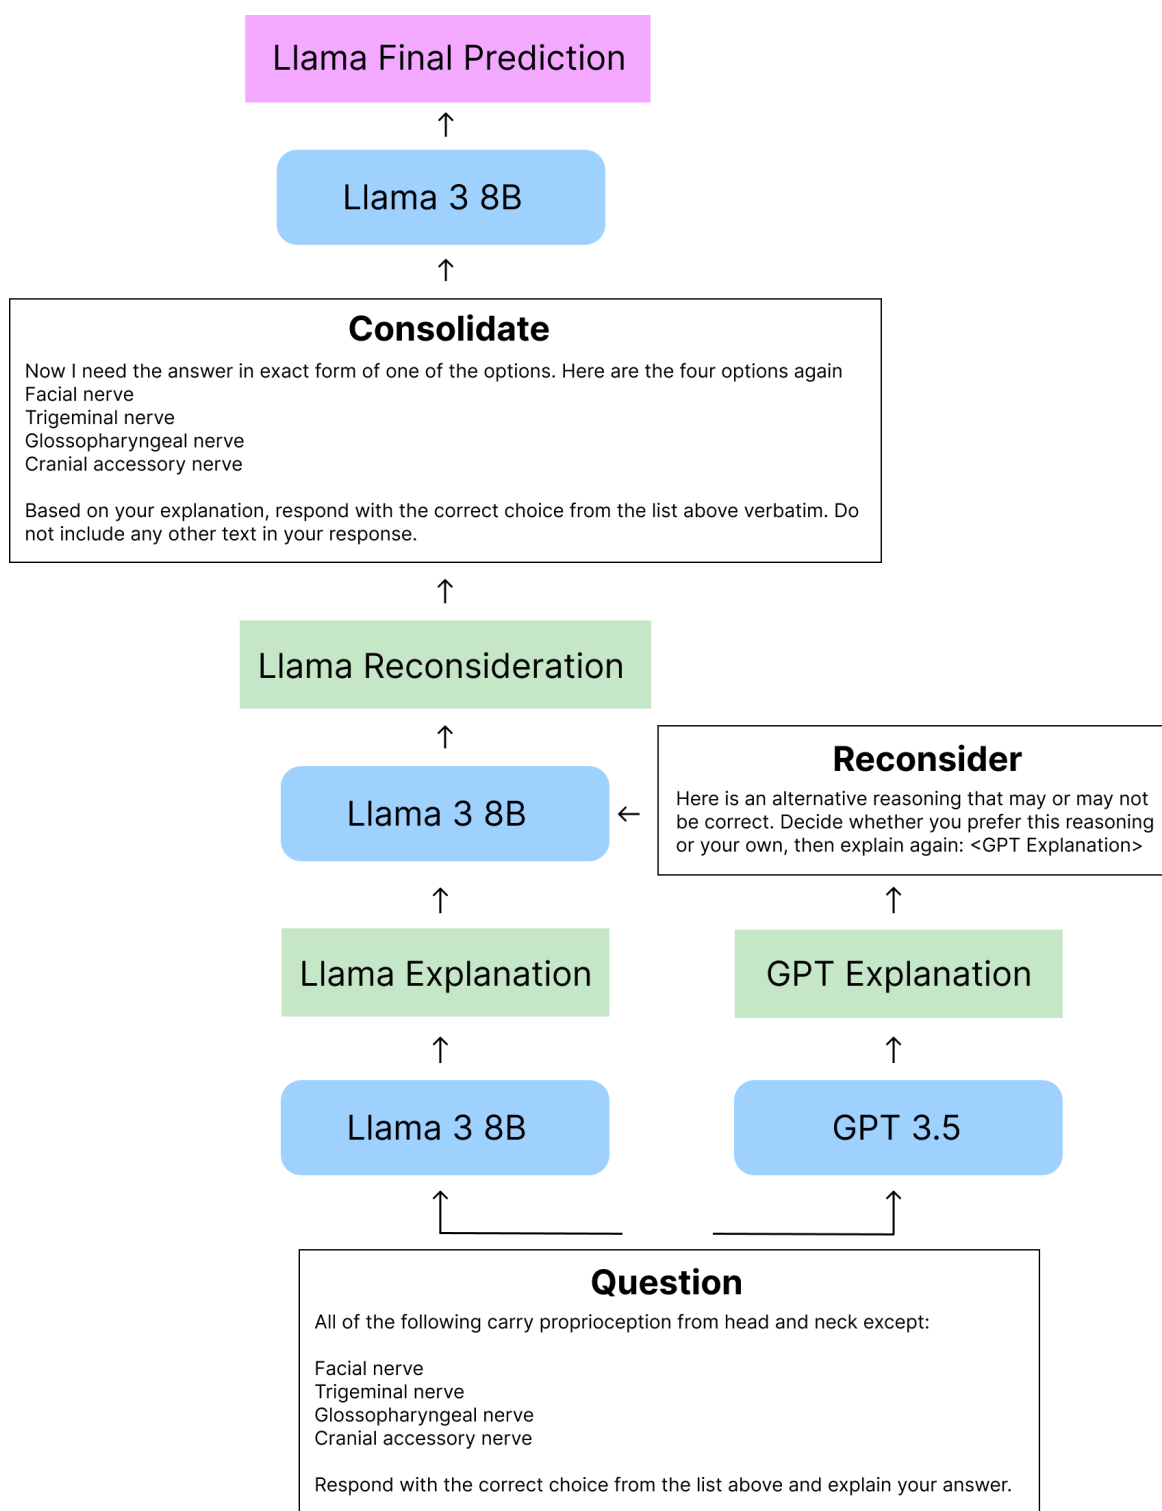 Llama Final Prediction
↑
Llama 3 8B
↑
Consolidate
Now I need the answer in exact form of one of the options. Here are the four options again
Facial nerve
Trigeminal nerve
Glossopharyngeal nerve
Cranial accessory nerve
Based on your explanation, respond with the correct choice from the list above verbatim. Do
not include any other text in your response.
↑
Llama Reconsideration
↑
Llama 3 8B
←
Reconsider
Here is an alternative reasoning that may or may not
be correct. Decide whether you prefer this reasoning
or your own, then explain again: <GPT Explanation>
↑ ↑
Llama Explanation
GPT Explanation
↑ ↑
Llama 3 8B
GPT 3.5
Question
All of the following carry proprioception from head and neck except:
Facial nerve
Trigeminal nerve
Glossopharyngeal nerve
Cranial accessory nerve
Respond with the correct choice from the list above and explain your answer.